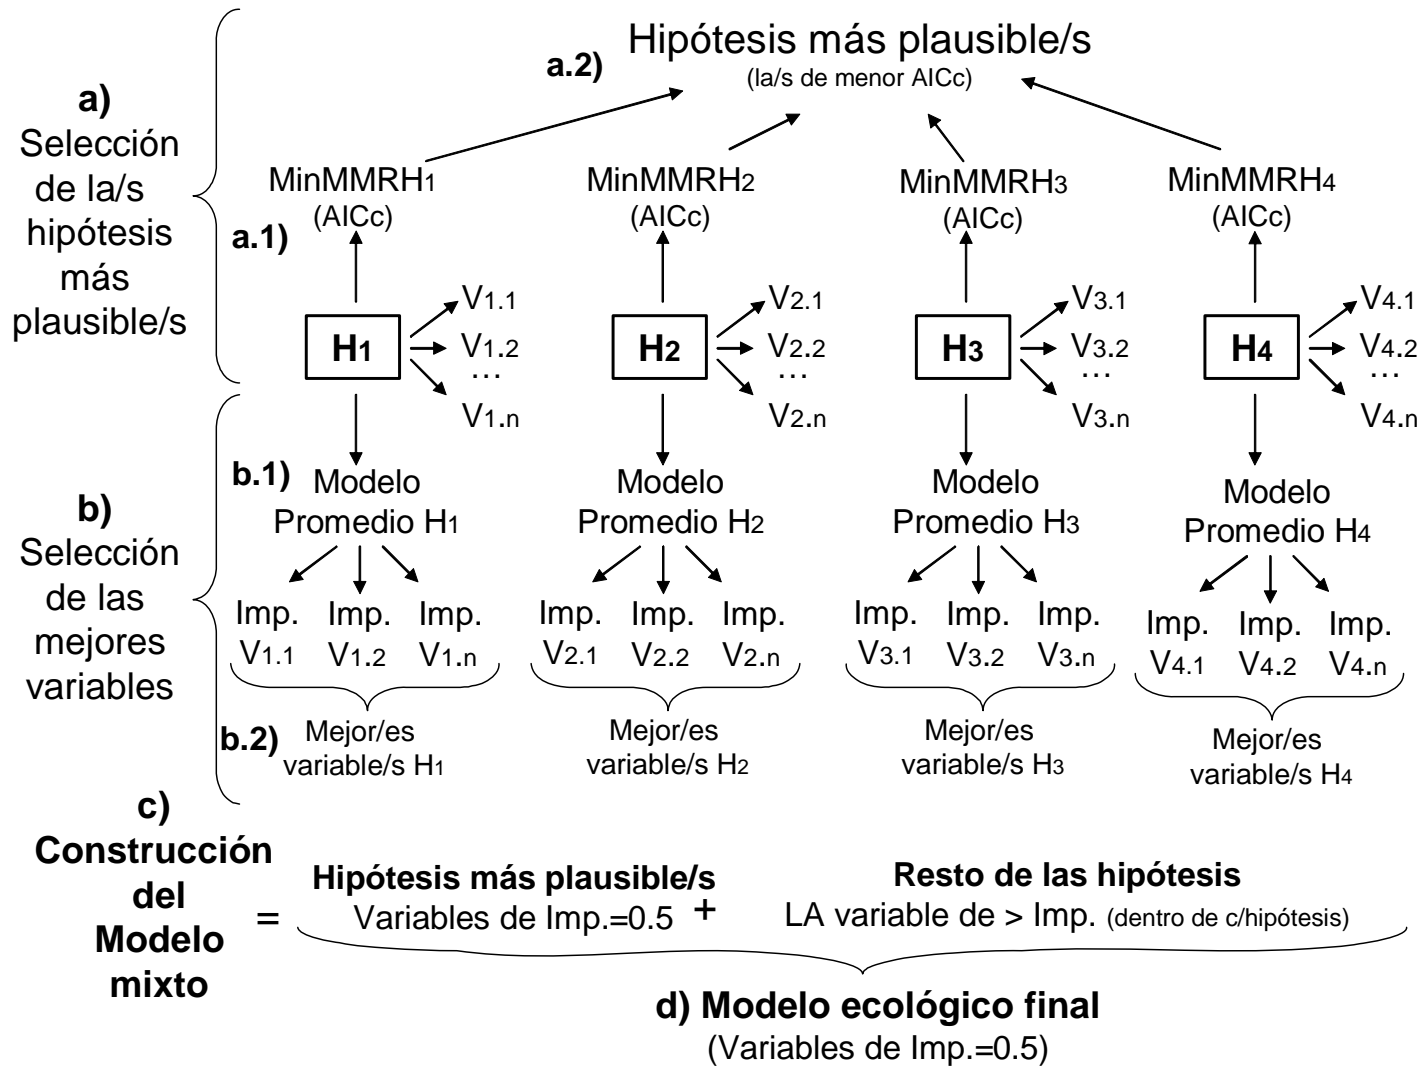 Hipótesis más plausible/s
a.2)
(la/s de menor AICc)
a)
Selección
de la/s
hipótesis
más
plausible/s
MinMMRH1
MinMMRH2
MinMMRH3
MinMMRH4
(AICc)
(AICc)
(AICc)
(AICc)
a.1)
H1
V1.1
V1.2
...
V1.n
H2
V2.1
V2.2
...
V2.n
H3
V3.1
V3.2
...
V3.n
H4
V4.1
V4.2
...
V4.n
b)
Selección
de las
mejores
variables
b.1)
Modelo
Promedio H1
Modelo
Promedio H2
Modelo
Promedio H3
Modelo
Promedio H4
Imp. Imp. Imp.
V1.1 V1.2 V1.n
Imp. Imp. Imp.
V2.1 V2.2 V2.n
Imp. Imp. Imp.
V3.1 V3.2 V3.n
Imp. Imp. Imp.
V4.1 V4.2 V4.n
b.2)
Mejor/es
variable/s H1
Mejor/es
variable/s H2
Mejor/es
variable/s H3
Mejor/es
variable/s H4
c)
Construcción
del
Modelo
mixto
=
Hipótesis más plausible/s
Variables de Imp.=0.5
+
Resto de las hipótesis
LA variable de > Imp. (dentro de c/hipótesis)
d) Modelo ecológico final
(Variables de Imp.=0.5)